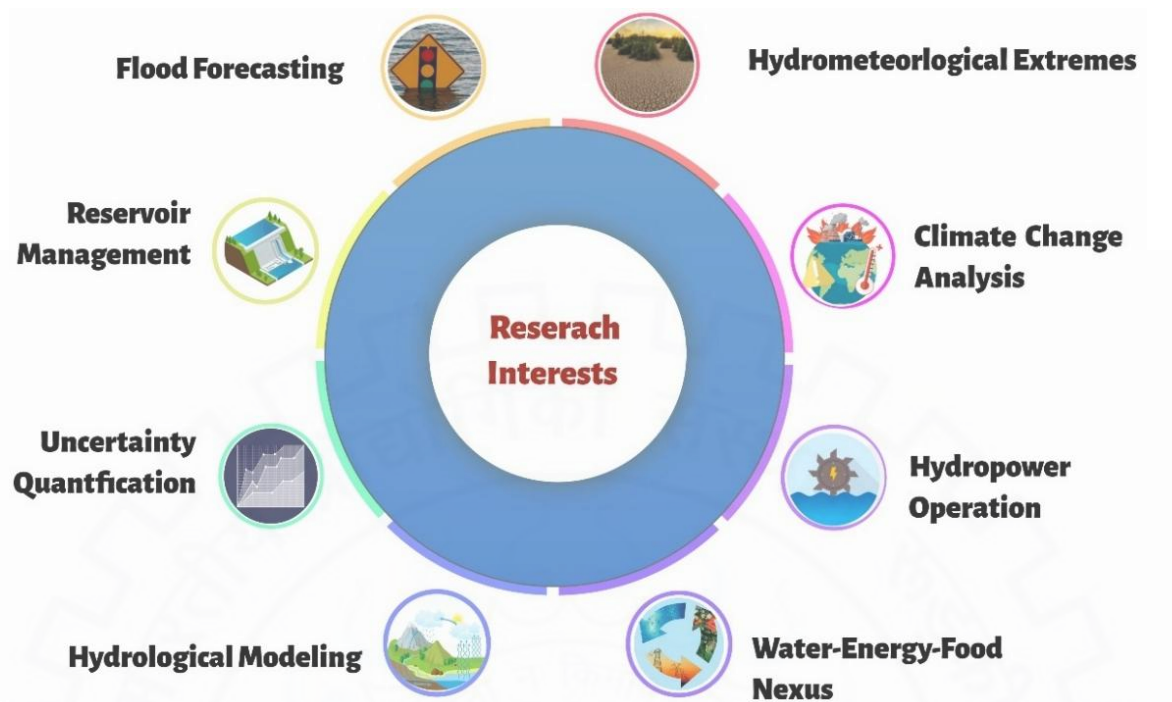 Flood Forecasting
Hydrometeorlogical Extremes
Reservoir
Management
Climate Change
Analysis
Reserach
Interests
Uncertainty
Quantfication
Hydropower
Operation
Hydrological Modeling
Water-Energy-Food
Nexus